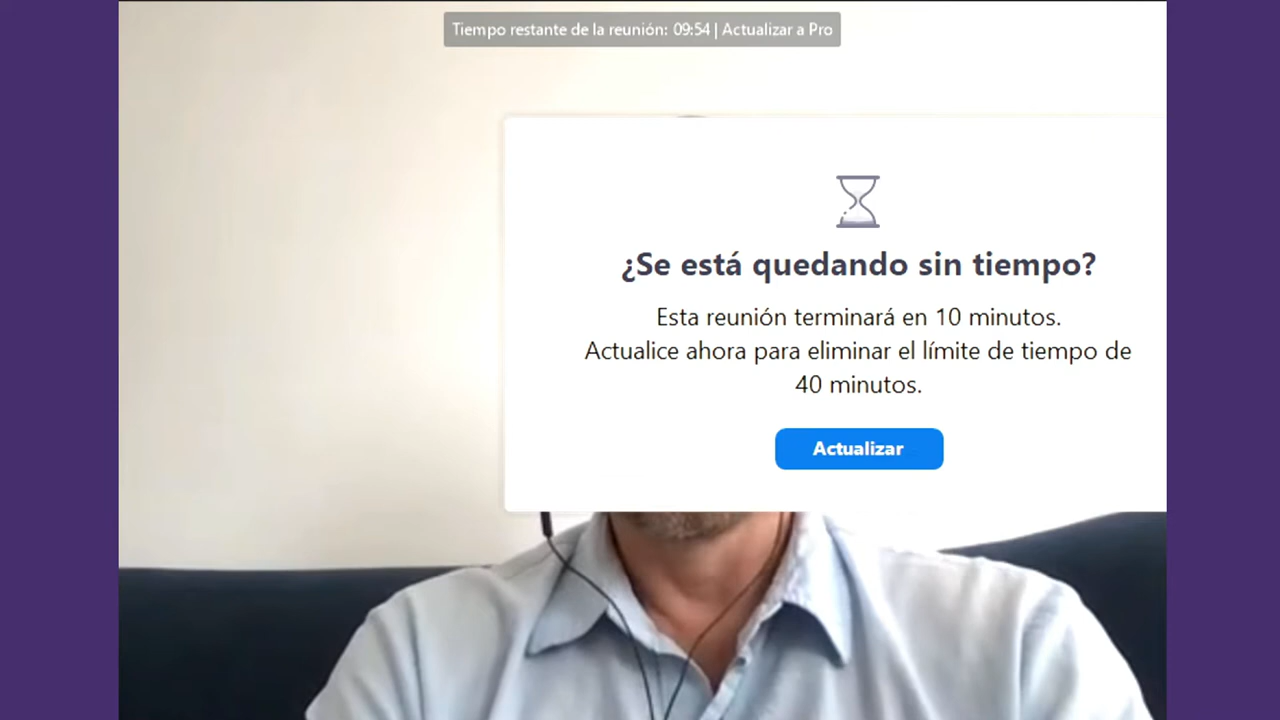 Tiempo restante de la reunión: 09:54 | Actualizar a Pro
¿Se está quedando sin tiempo?
Esta reunión terminará en 10 minutos.
Actualice ahora para eliminar el límite de tiempo de
40 minutos.
Actualizar